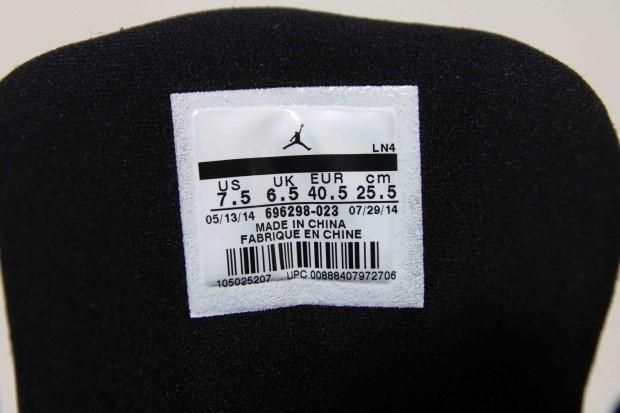 LN4
US UK EUR cm
7.5 6.5 40.5 25.5
05/13/14 696298-023 07/29/14
MADE IN CHINA
FABRIQUE EN CHINE
105025207 UPC 00888407972706